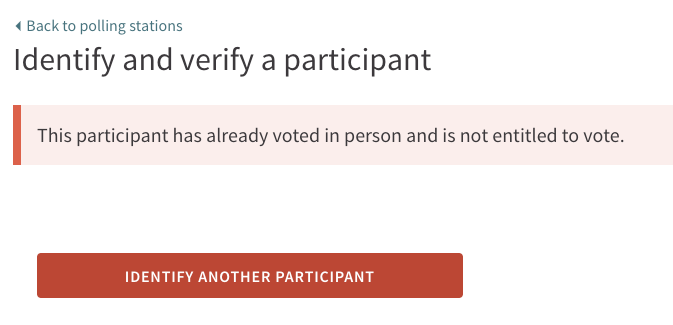 Back to polling stations
Identify and verify a participant
This participant has already voted in person and is not entitled to vote.
IDENTIFY ANOTHER PARTICIPANT